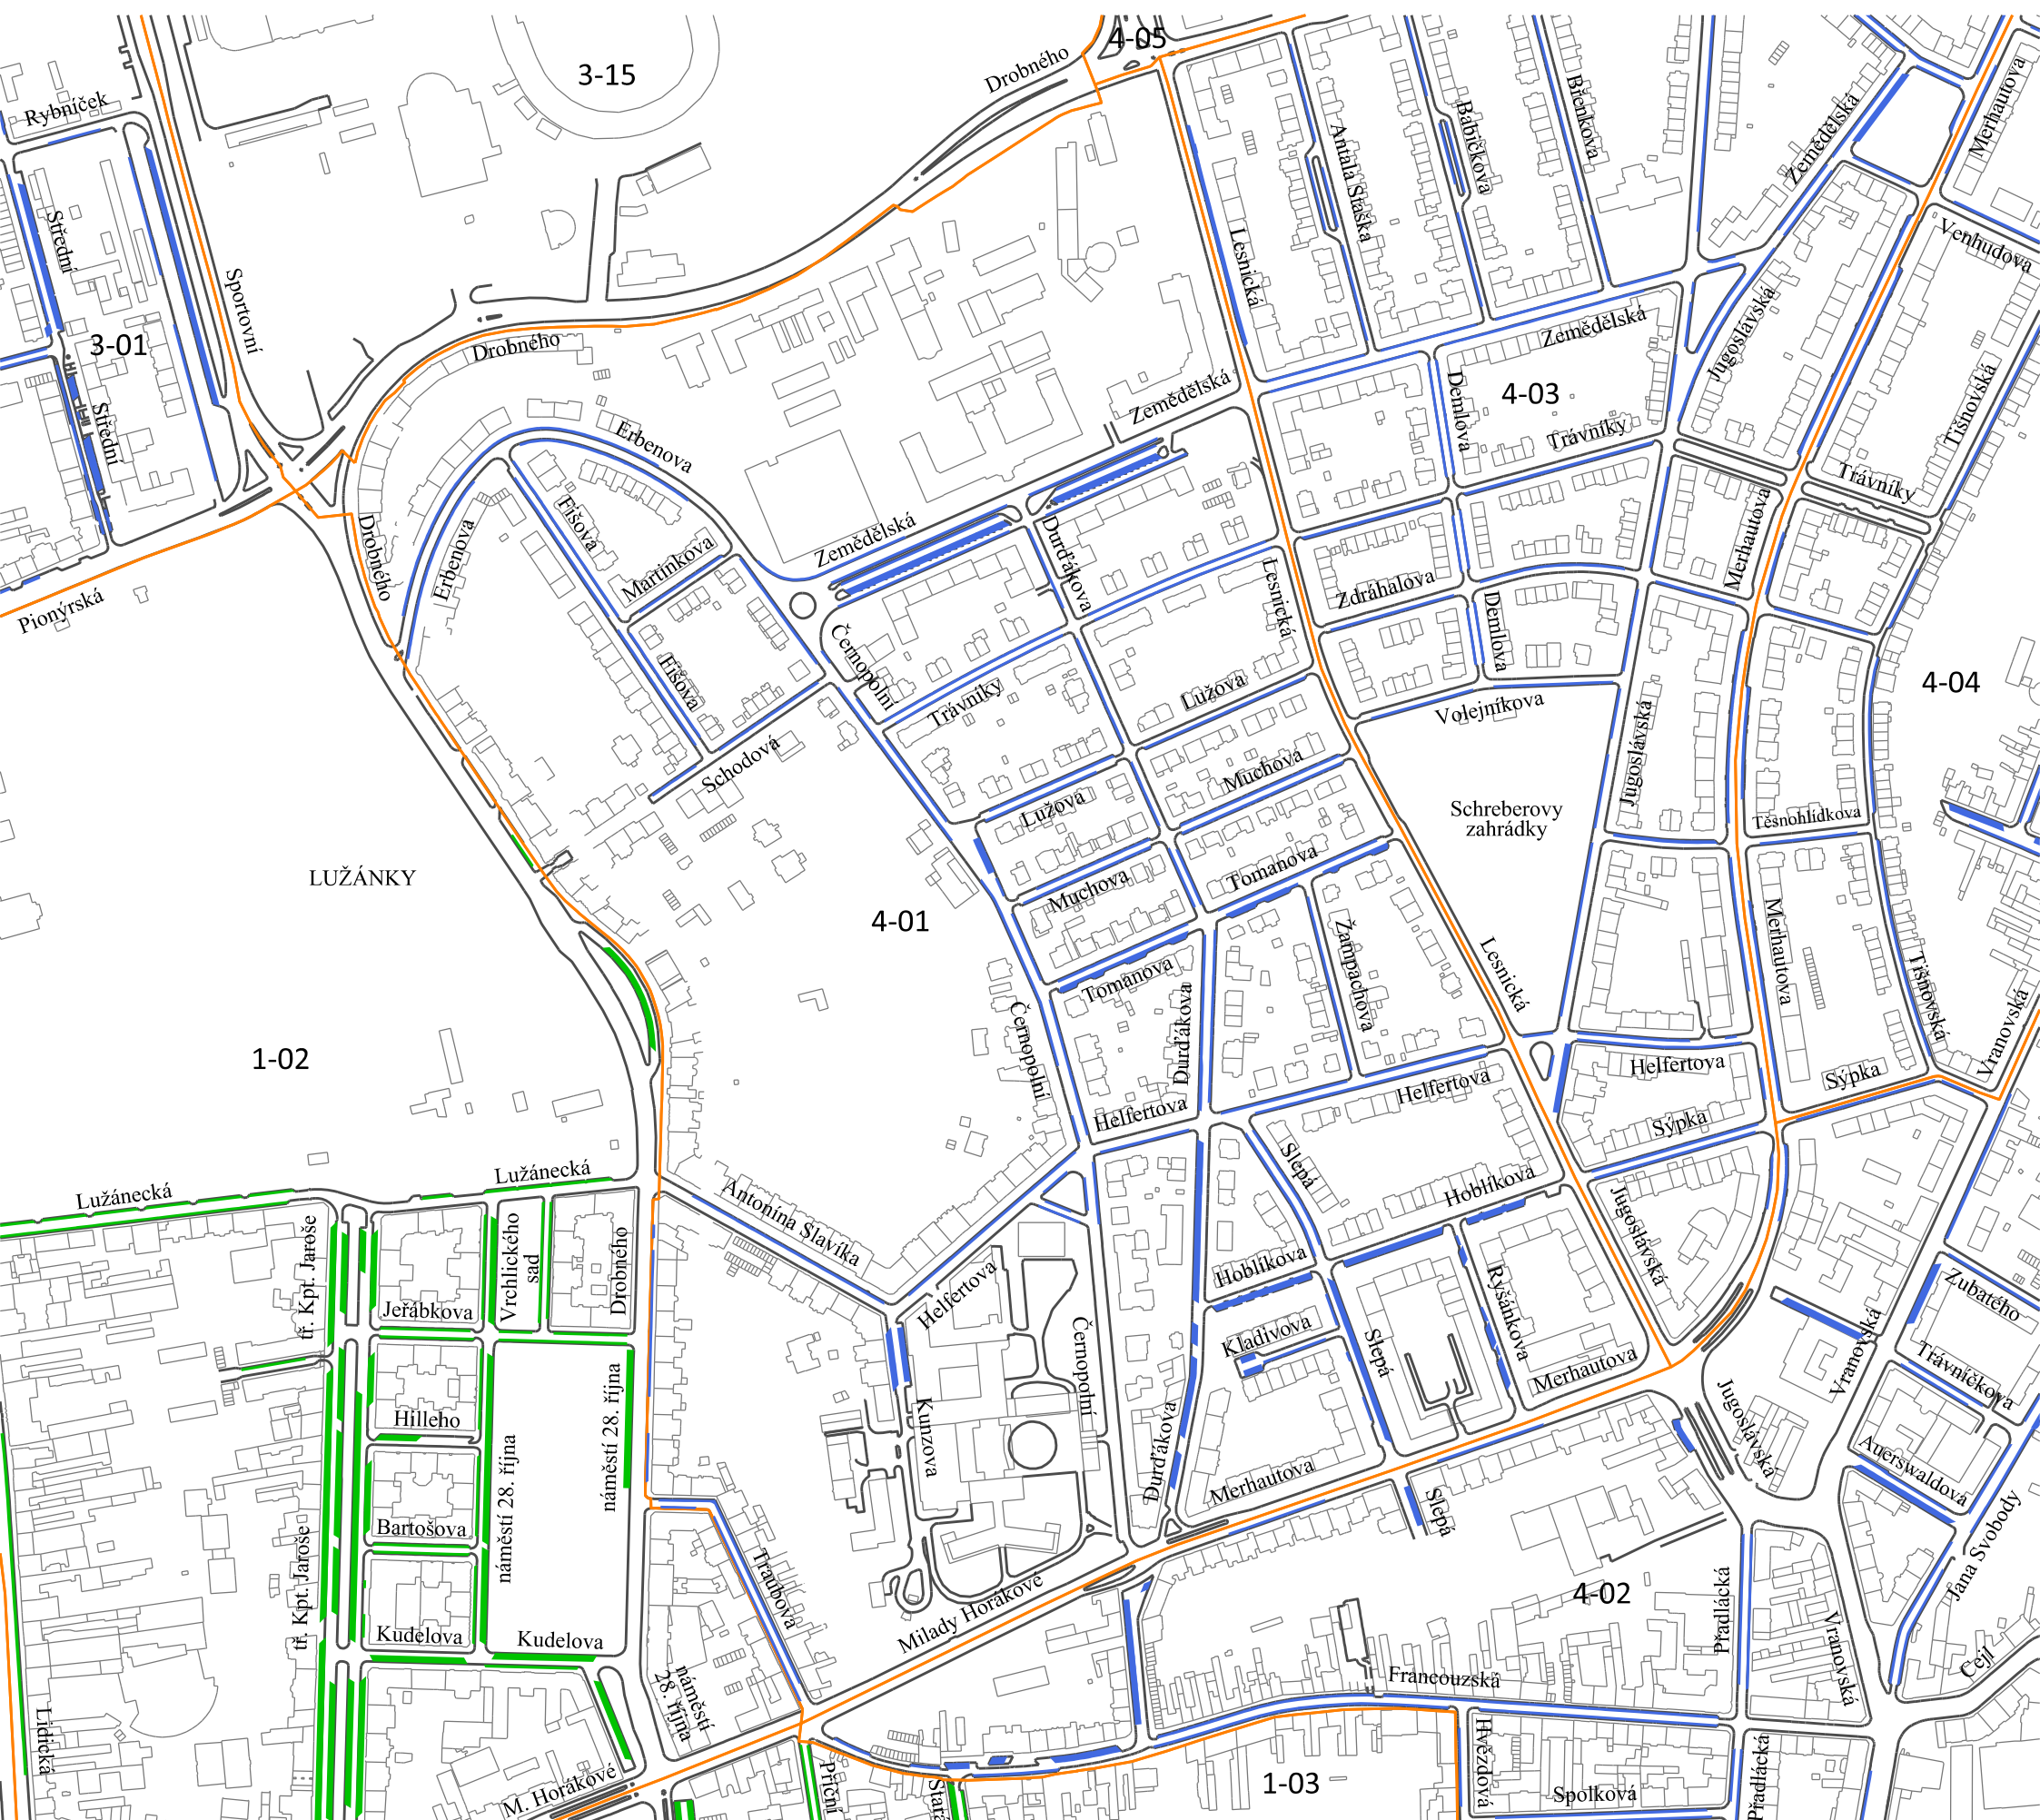 4-05
3-15
Drobného
Rybníček
Merhautova
Zemědělská
Břenkova
Babičkova
Antala Staška
Střední
Lesnická
Venhudova
Sportovní
3-01
Drobného
Zemědělská
Jugoslávská
Střední
Zemědělská
Demlova
4-03
Trávníky
Tišnovská
Erbenova
Trávníky
Merhautova
Fišova
Zemědělská
Drobného
Erbenova
Martinkova
Durďákova
Lesnická
Zdráhalova
Pionýrská
Demlova
Černopolní
Fišova
Trávníky
Lužova
Volejníkova
4-04
Jugoslávská
Schodová
Muchova
Lužova
Schreberovy
zahrádky
Těsnohlídkova
LUŽÁNKY
Muchova
Tomanova
4-01
Žampachova
Merhautova
Lesnická
Tišnovská
Tomanova
Durďákova
Černopolní
Vranovská
1-02
Helfertova
Helfertova
Sýpka
Helfertova
Sýpka
Slepá
Lužánecká
Lužánecká
Hoblíkova
Antonína Slavíka
Jugoslávská
tř. Kpt. Jaroše
Vrchlického
sad
Drobného
Hoblíkova
Helfertova
Ryšánkova
Zubatého
Jeřábkova
Kladivova
Slepá
Černopolní
Merhautova
Vranovská
Trávníčkova
Hilleho
náměstí 28. října
Kunzova
Jugoslávská
Durďákova
Merhautova
Slepá
Auerswaldova
náměstí 28. října
Bartošova
Jana Svobody
tř. Kpt. Jaroše
Traubova
Milady Horákové
4-02
Přadlácká
Vranovská
Kudelova
Kudelova
Cejl
Francouzská
náměstí
28. října
Lidická
Hvězdová
Přadlácká
1-03
Spolková
M. Horákové
Příční
Stará